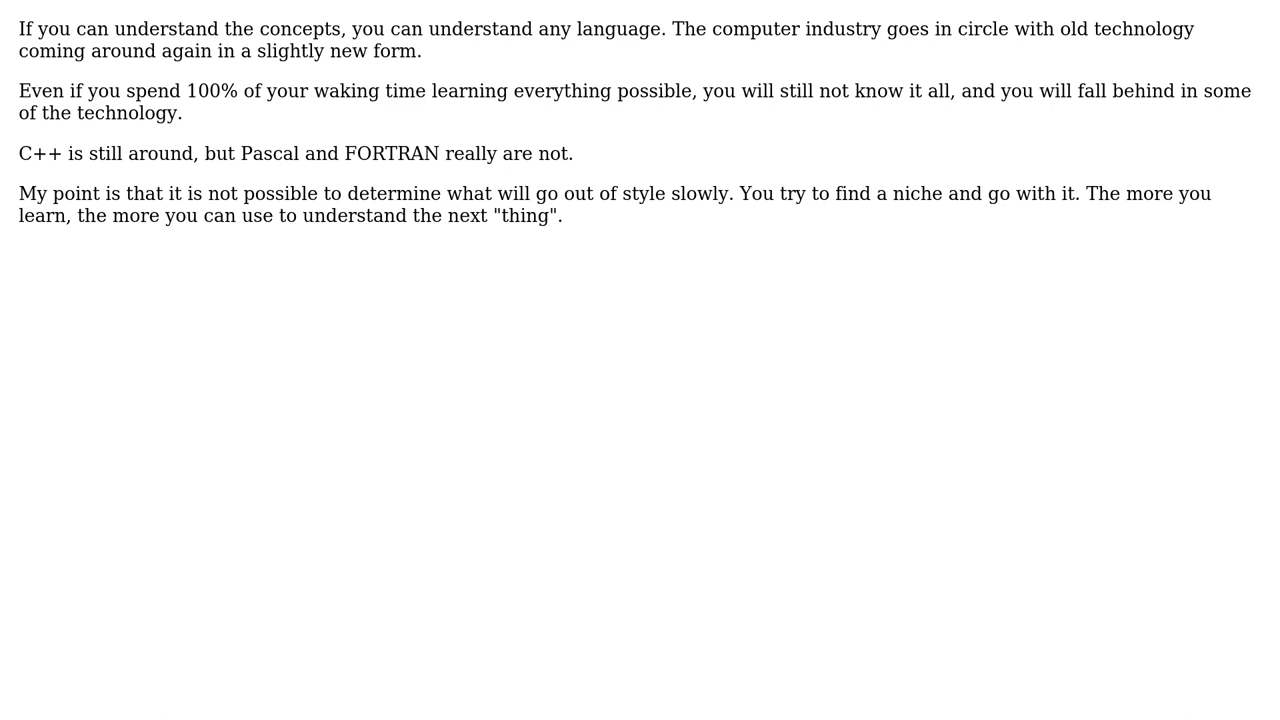 If you can understand the concepts, you can understand any language. The computer industry goes in circle with old technology
coming around again in a slightly new form.
Even if you spend 100% of your waking time learning everything possible, you will still not know it all, and you will fall behind in some
of the technology.
C++ is still around, but Pascal and FORTRAN really are not.
My point is that it is not possible to determine what will go out of style slowly. You try to find a niche and go with it. The more you
learn, the more you can use to understand the next "thing".